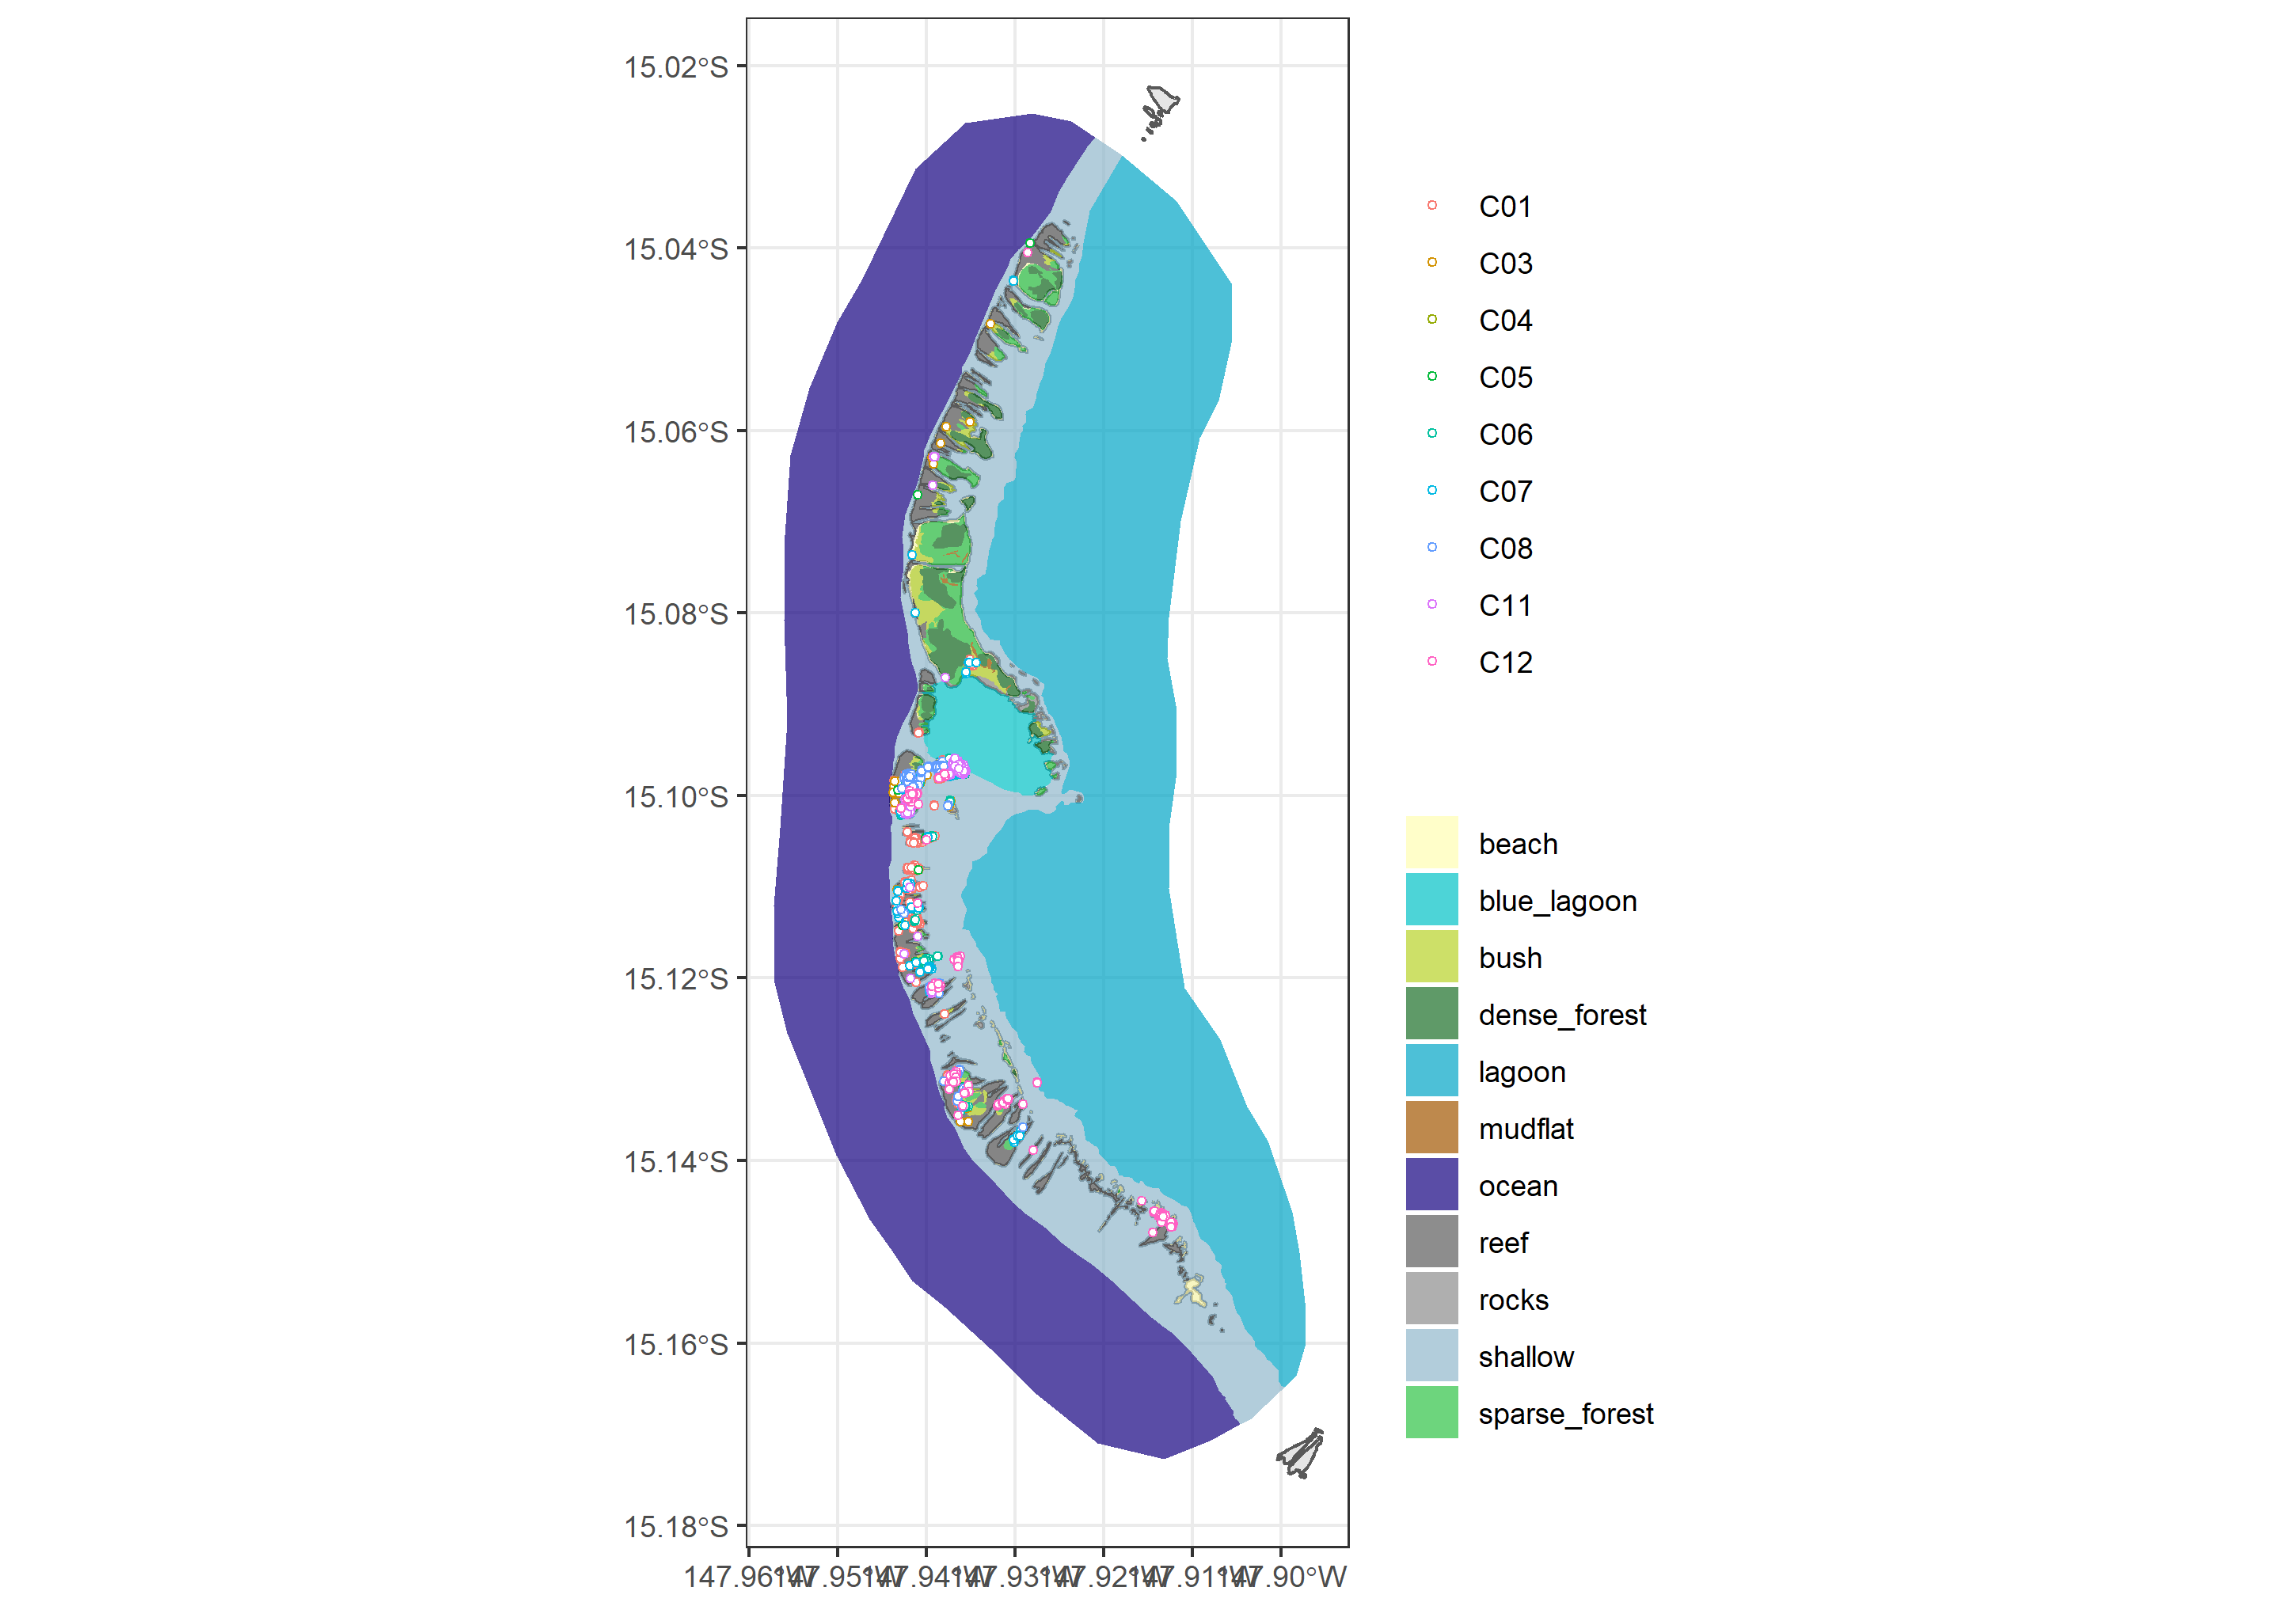 15.02°S
15.04°S
15.06°S
15.08°S
15.10°S
15.12°S
15.14°S
15.16°S
15.18°S
147.96°W 147.95°W 147.94°W 147.93°W 147.92°W 147.91°W 147.90°W
C01
C03
C04
C05
C06
C07
C08
C11
C12
beach
blue_lagoon
bush
dense_forest
lagoon
mudflat
ocean
reef
rocks
shallow
sparse_forest